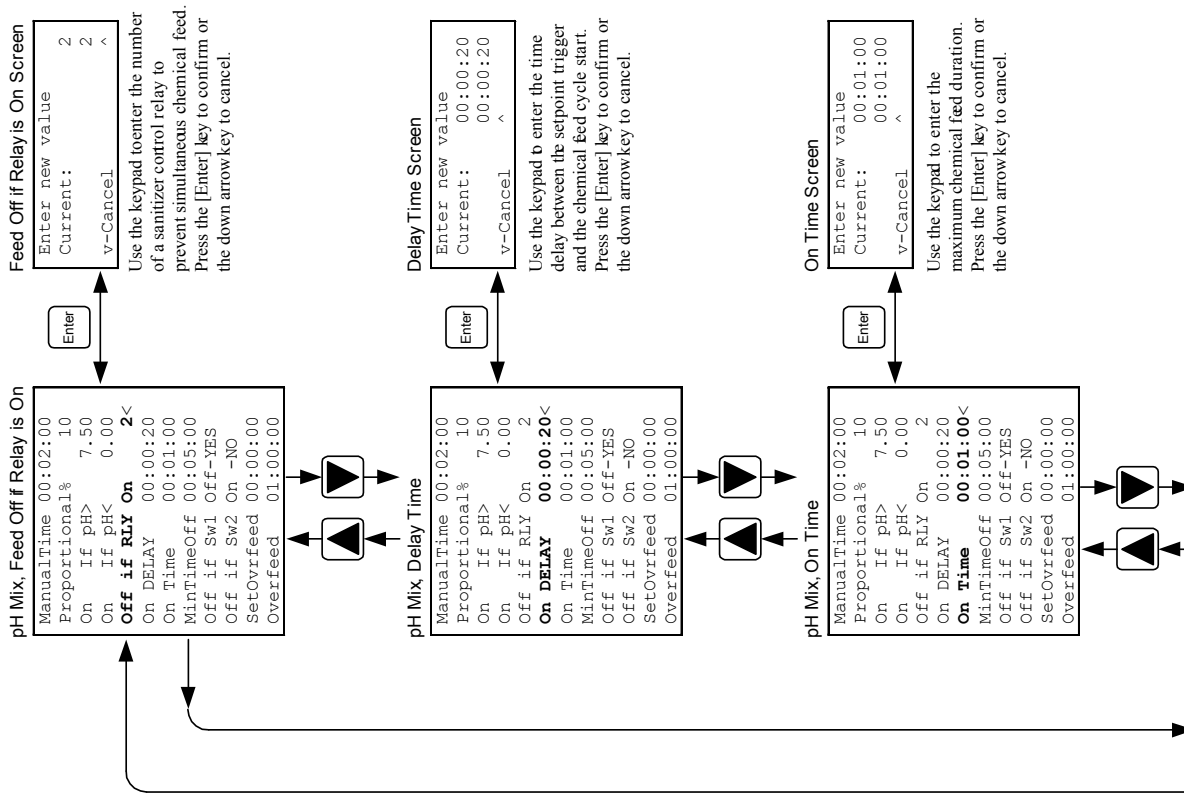 pH Mix, Feed Off if Relay is On
ManualTime 00:02:00
Proportional% 10
On If pH> 7.50
On If pH< 0.00
Off if RLY On 2<
On DELAY 00:00:20
On Time 00:01:00
MinTimeOff 00:05:00
Off if Sw1 Off-YES
Off if Sw2 On -NO
SetOvrfeed 00:00:00
Overfeed 01:00:00
Enter
Feed Off if Relay is On Screen
Enter new value
Current: 2
2
v-Cancel ^
Use the keypad to enter the number
of a sanitizer control relay to
prevent simultaneous chemical feed.
Press the [Enter] key to confirm or
the down arrow key to cancel.
pH Mix, Delay Time
ManualTime 00:02:00
Proportional% 10
On If pH> 7.50
On If pH< 0.00
Off if RLY On 2
On DELAY 00:00:20<
On Time 00:01:00
MinTimeOff 00:05:00
Off if Sw1 Off-YES
Off if Sw2 On -NO
SetOvrfeed 00:00:00
Overfeed 01:00:00
Enter
Delay Time Screen
Enter new value
Current: 00:00:20
00:00:20
v-Cancel ^
Use the keypad to enter the time
delay between the setpoint trigger
and the chemical feed cycle start.
Press the [Enter] key to confirm or
the down arrow key to cancel.
pH Mix, On Time
ManualTime 00:02:00
Proportional% 10
On If pH> 7.50
On If pH< 0.00
Off if RLY On 2
On DELAY 00:00:20
On Time 00:01:00<
MinTimeOff 00:05:00
Off if Sw1 Off-YES
Off if Sw2 On -NO
SetOvrfeed 00:00:00
Overfeed 01:00:00
Enter
On Time Screen
Enter new value
Current: 00:01:00
00:01:00
v-Cancel ^
Use the keypad to enter the
maximum chemical feed duration.
Press the [Enter] key to confirm or
the down arrow key to cancel.